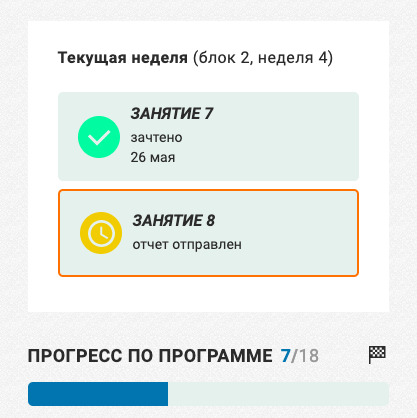 Текущая неделя (блок 2, неделя 4)
ЗАНЯТИЕ 7
зачтено
26 мая
ЗАНЯТИЕ 8
отчет отправлен
ПРОГРЕСС ПО ПРОГРАММЕ 7/18